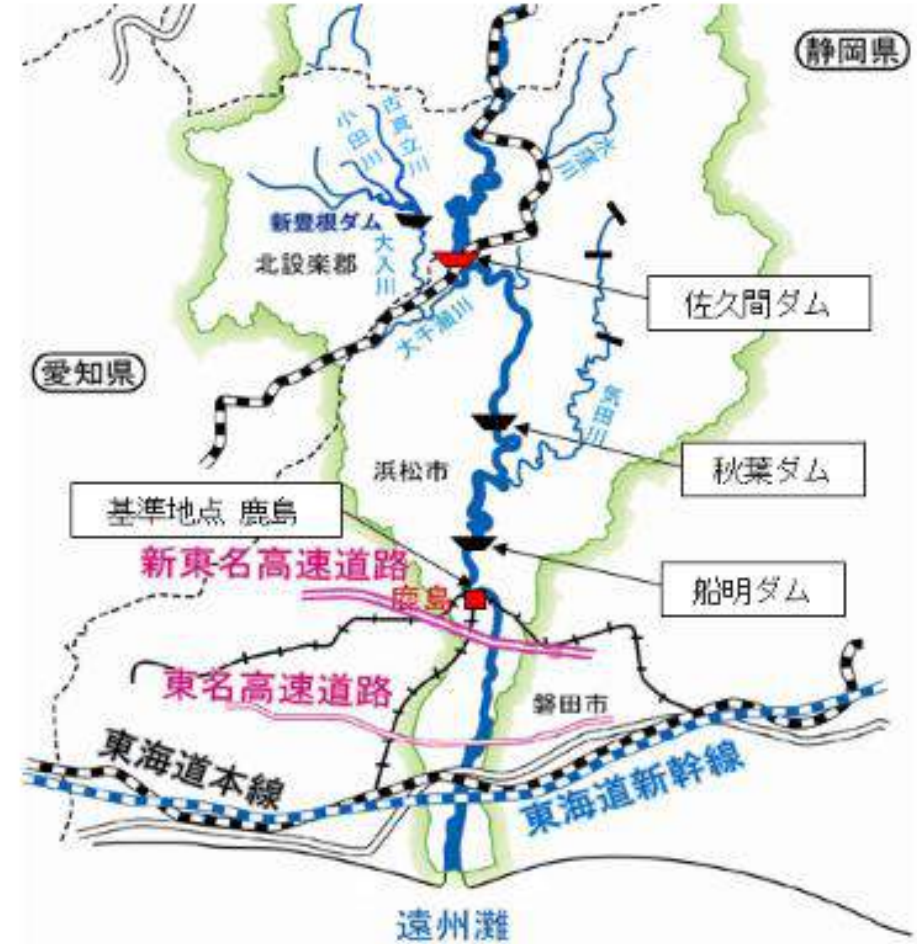 静岡県
古真立川
小田川
水窪川
新豊根ダム
大入川
北設楽郡
佐久間ダム
大千瀬川
愛知県
気田川
浜松市
秋葉ダム
基準地点 鹿島
新東名高速道路
船明ダム
鹿島
東名高速道路
磐田市
東海道本線
東海道新幹線
遠州灘